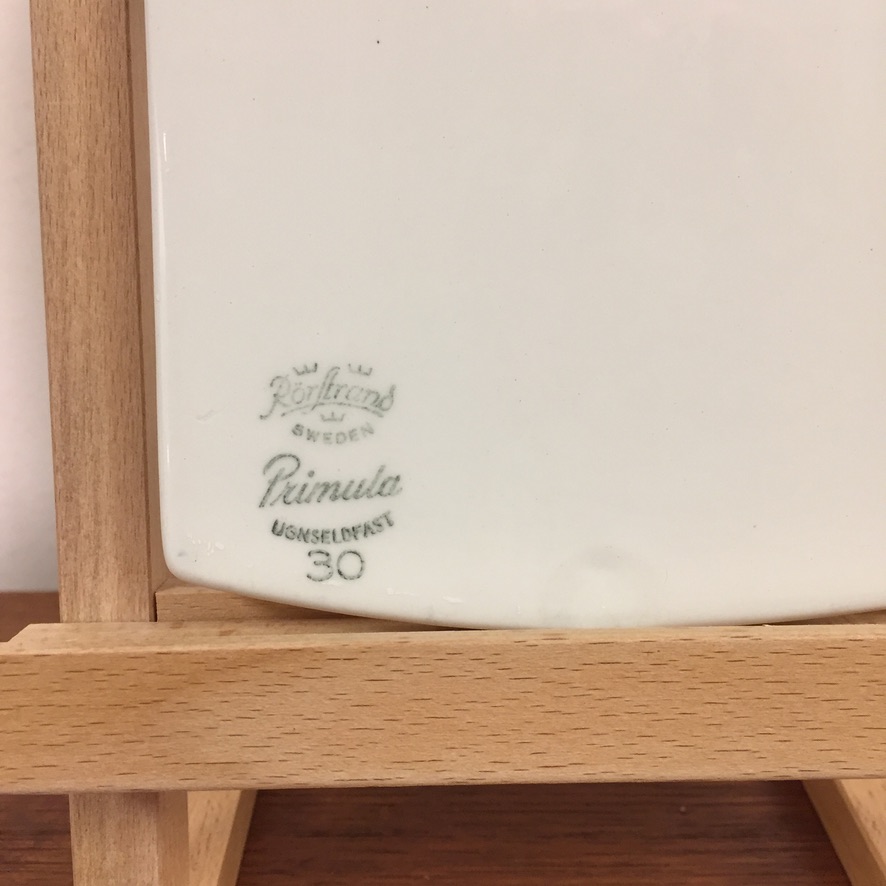 Rörstrand
SWEDEN
Primula
UGNSELDFAST
30